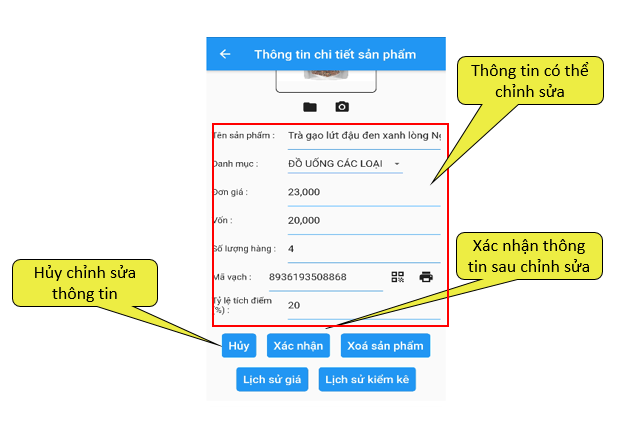 Thông tin chi tiết sản phẩm
Thông tin có thể
chỉnh sửa
Tên sản phẩm :
Trà gạo lứt đậu đen xanh lòng Ng
Danh mục :
ĐỒ UỐNG CÁC LOẠI
Đơn giá :
23,000
Vốn :
20,000
Số lượng hàng :
4
Xác nhận thông
tin sau chỉnh sửa
Hủy chỉnh sửa
thông tin
Mã vạch :
8936193508868
Tỷ lệ tích điểm
(%) :
20
Hủy
Xác nhận
Xoá sản phẩm
Lịch sử giá
Lịch sử kiểm kê